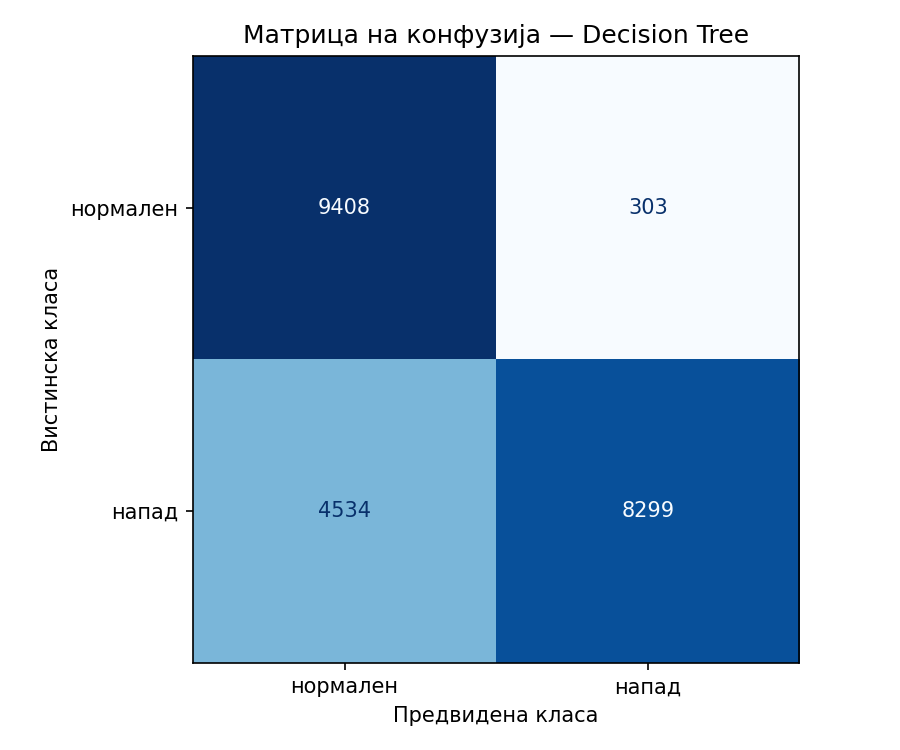 Матрица на конфузија — Decision Tree
нормален
9408
303
Вистинска класа
напад
4534
8299
нормален
напад
Предвидена класа